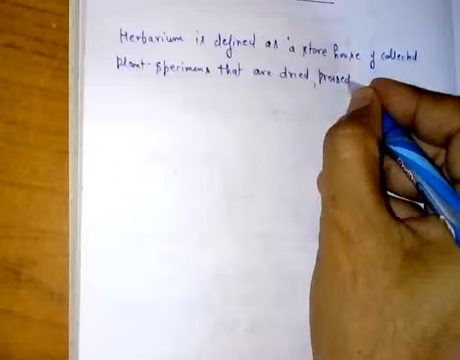 Herbarium is defined as 'a store house of collected
plant-specimens that are dried, pressed